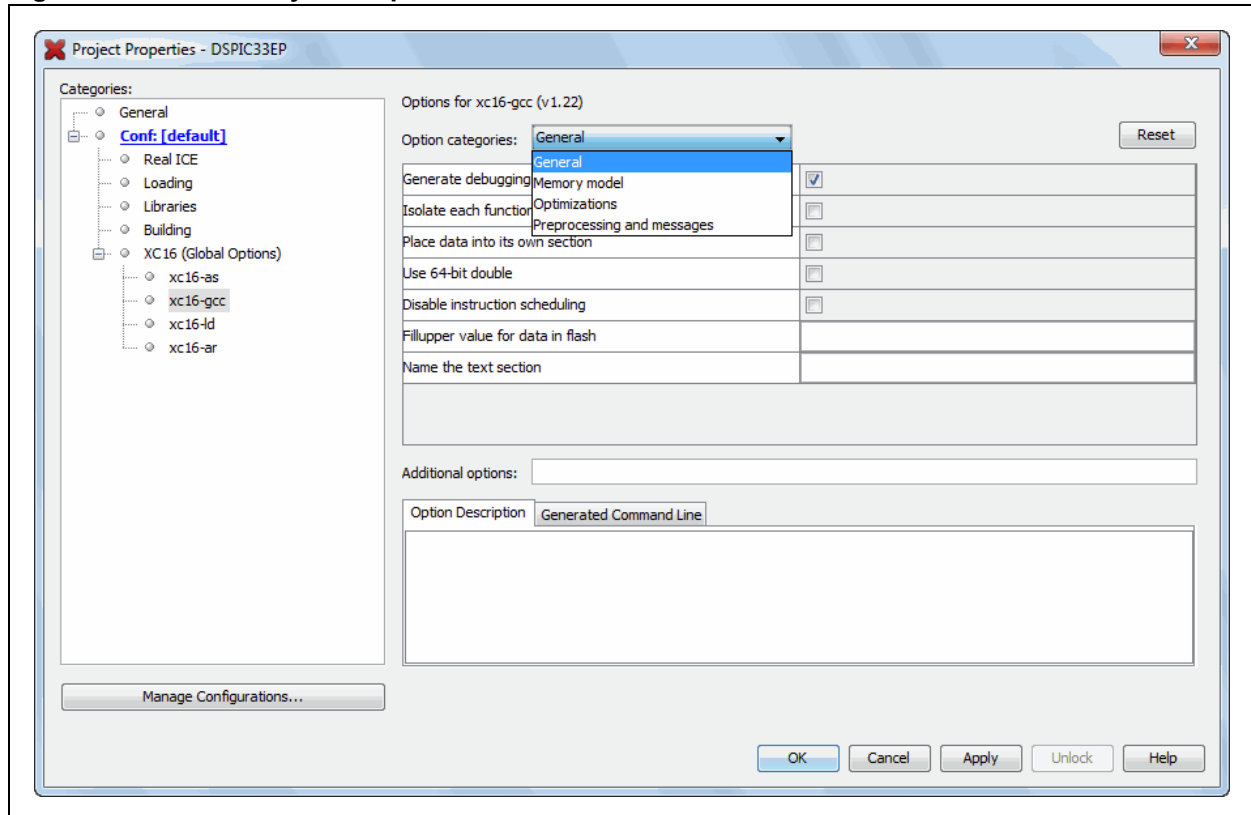 Project Properties - DSPIC33EP
Categories:
General
Conf: [default]
Real ICE
Loading
Libraries
Building
XC16 (Global Options)
xc16-as
xc16-gcc
xc16-ld
xc16-ar
Manage Configurations...
Options for xc16-gcc (v1.22)
Option categories: General
Reset
General
Memory model
Optimizations
Preprocessing and messages
Generate debugging
Isolate each function
Place data into its own section
Use 64-bit double
Disable instruction scheduling
Fillupper value for data in flash
Name the text section
Additional options:
Option Description Generated Command Line
OK Cancel Apply Unlock Help